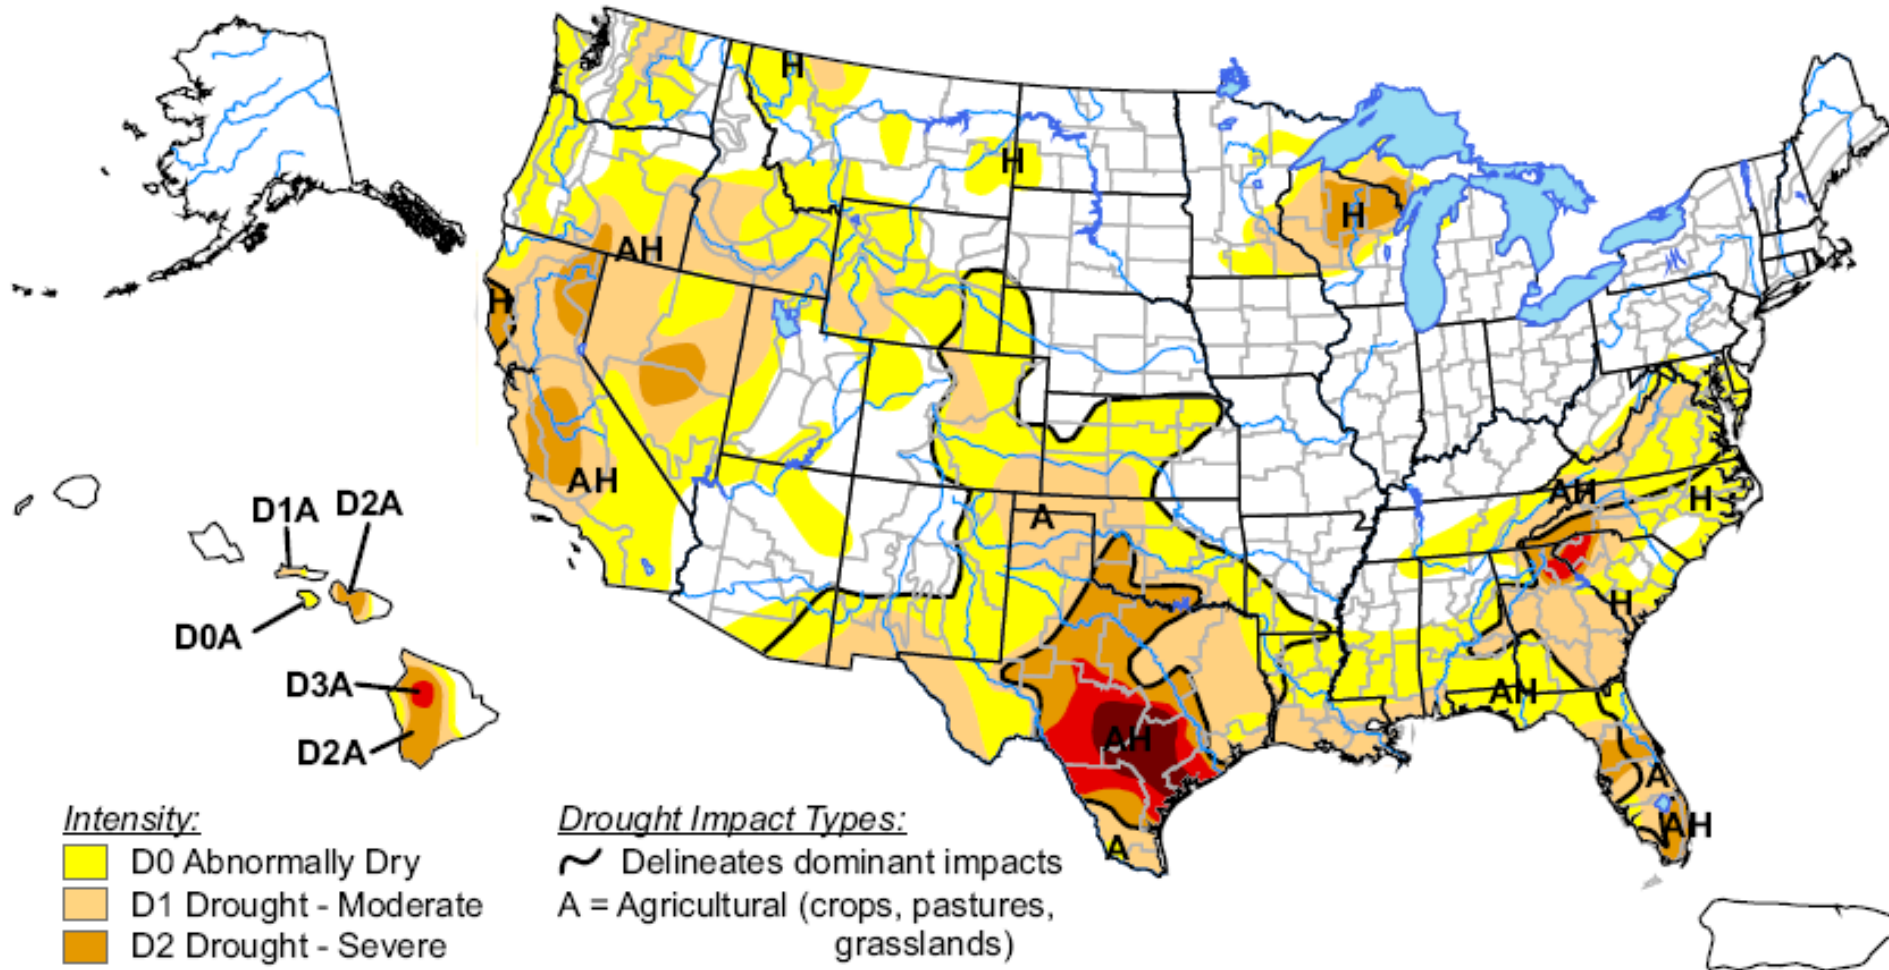 H
H
H
AH
H
AH
A
AH
H
H
AH
AH
A
AH
A
D1A D2A
D0A
D3A
D2A
Intensity:
D0 Abnormally Dry
D1 Drought - Moderate
D2 Drought - Severe
Drought Impact Types:
Delineates dominant impacts
A = Agricultural (crops, pastures,
grasslands)